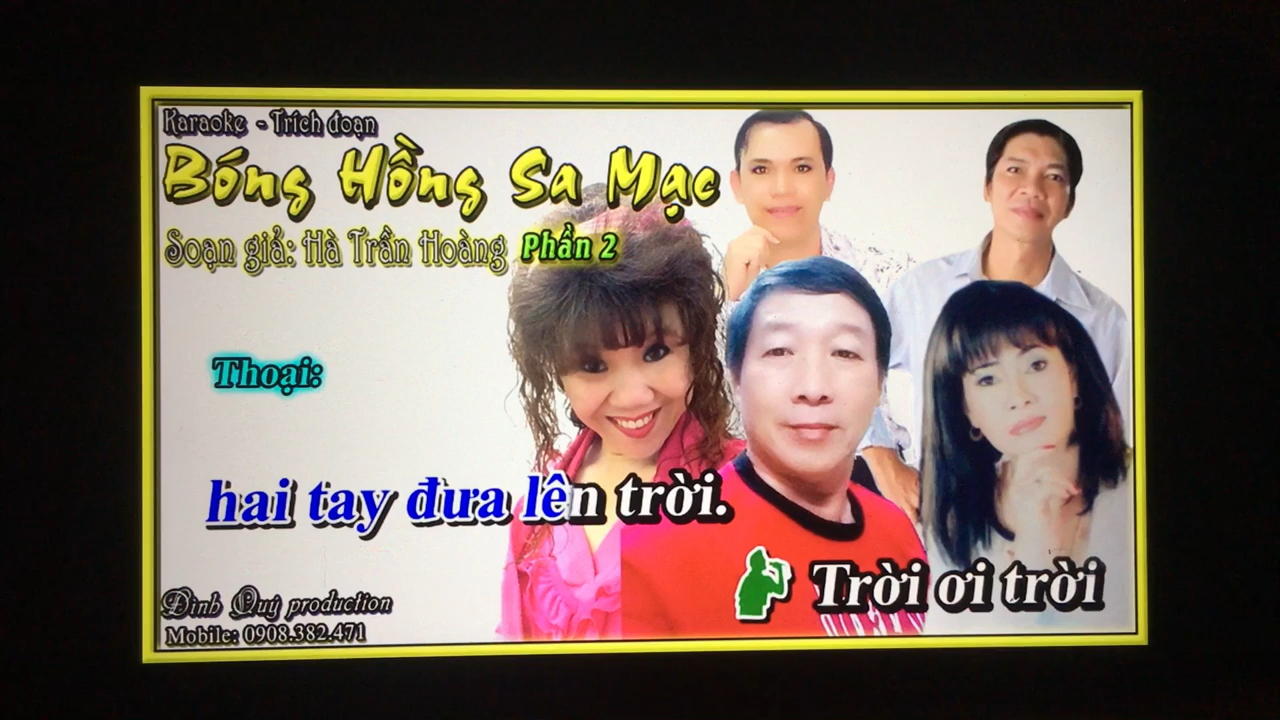 Karaoke - Trích đoạn
Bóng Hồng Sa Mạc
Soạn giả: Hà Trần Hoàng Phần 2
Thoại:
hai tay đưa lên trời.
Trời ơi trời
Đình Quý production
Mobile: 0908.382.471